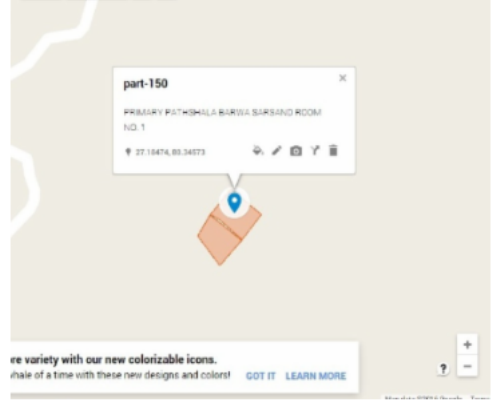 part-150
×
PRIMARY PATHSHALA BARWA SARSAND ROOM
NO. 1
27.10474, 80.34573
re variety with our new colorizable icons.
whale of a time with these new designs and colors! GOT IT LEARN MORE
+
?
−